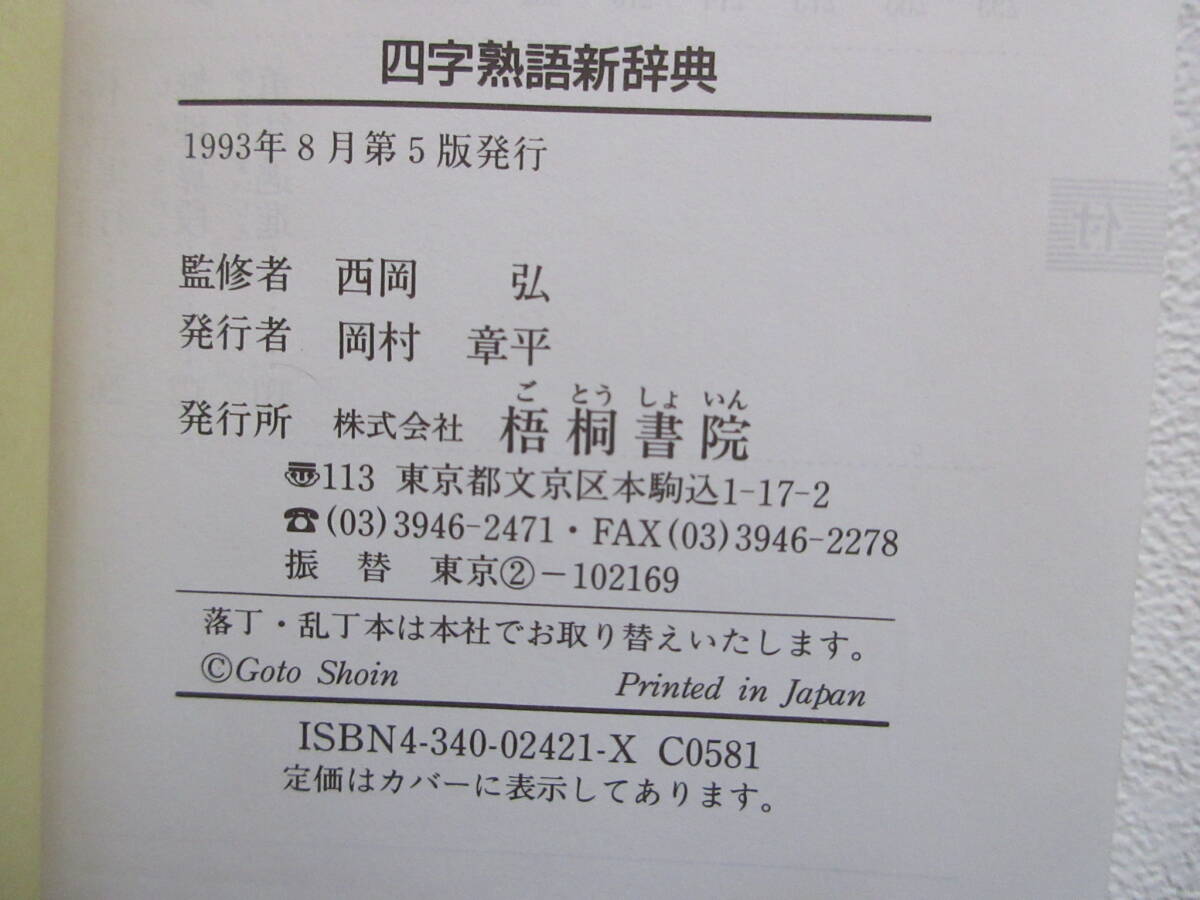 四字熟語新辞典
1993年8月第5版発行
監修者 西岡 弘
発行者 岡村 章平
ご とう しょ いん
発行所 株式会社 梧桐書院
〠113 東京都文京区本駒込1-17-2
☎(03)3946-2471・FAX(03)3946-2278
振 替 東京②-102169
落丁・乱丁本は本社でお取り替えいたします。
©Goto Shoin Printed in Japan
ISBN4-340-02421-X C0581
定価はカバーに表示してあります。